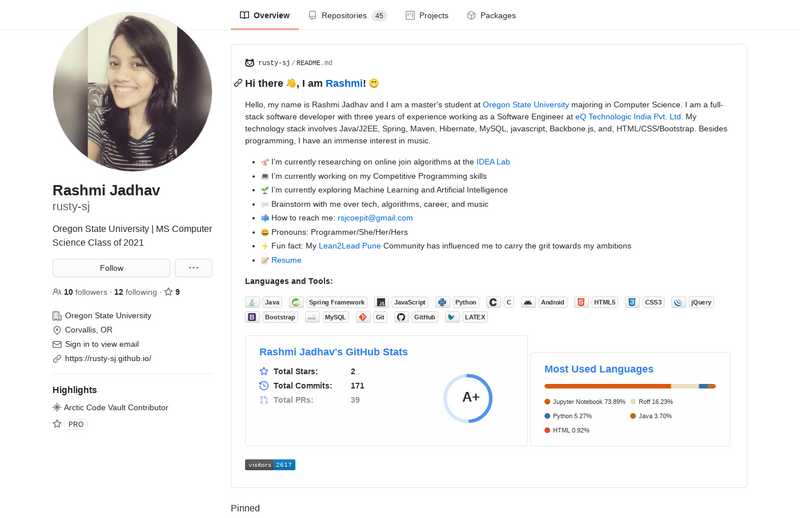 Overview
Repositories 45
Projects
Packages
rusty-sj/README.md
Hi there 👋, I am Rashmi! 😁
Hello, my name is Rashmi Jadhav and I am a master's student at Oregon State University majoring in Computer Science. I am a full-
stack software developer with three years of experience working as a Software Engineer at eQ Technologic India Pvt. Ltd. My
technology stack involves Java/J2EE, Spring, Maven, Hibernate, MySQL, javascript, Backbone.js, and, HTML/CSS/Bootstrap. Besides
programming, I have an immense interest in music.
I'm currently researching on online join algorithms at the IDEA Lab
I'm currently working on my Competitive Programming skills
I'm currently exploring Machine Learning and Artificial Intelligence
Brainstorm with me over tech, algorithms, career, and music
How to reach me: rsjcoepit@gmail.com
Pronouns: Programmer/She/Her/Hers
Fun fact: My Lean2Lead Pune Community has influenced me to carry the grit towards my ambitions
Resume
Languages and Tools:
Java Spring Framework JavaScript Python C Android HTML5 CSS3 jQuery
Bootstrap MySQL Git GitHub LATEX
Rashmi Jadhav's GitHub Stats
Total Stars: 2
Total Commits: 171
Total PRs: 39
A+
Most Used Languages
Jupyter Notebook 73.89% Roff 16.23%
Python 5.27% Java 3.70%
HTML 0.92%
visitors 2617
Pinned
Rashmi Jadhav
rusty-sj
Oregon State University | MS Computer
Science Class of 2021
Follow
10 followers · 12 following · 9
Oregon State University
Corvallis, OR
Sign in to view email
https://rusty-sj.github.io/
Highlights
Arctic Code Vault Contributor
PRO